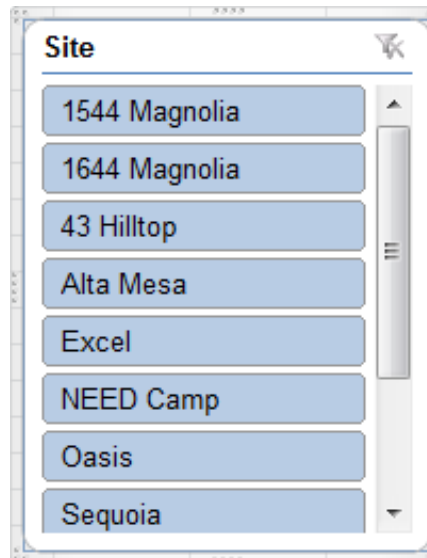 Site
1544 Magnolia
1644 Magnolia
43 Hilltop
Alta Mesa
Excel
NEED Camp
Oasis
Sequoia